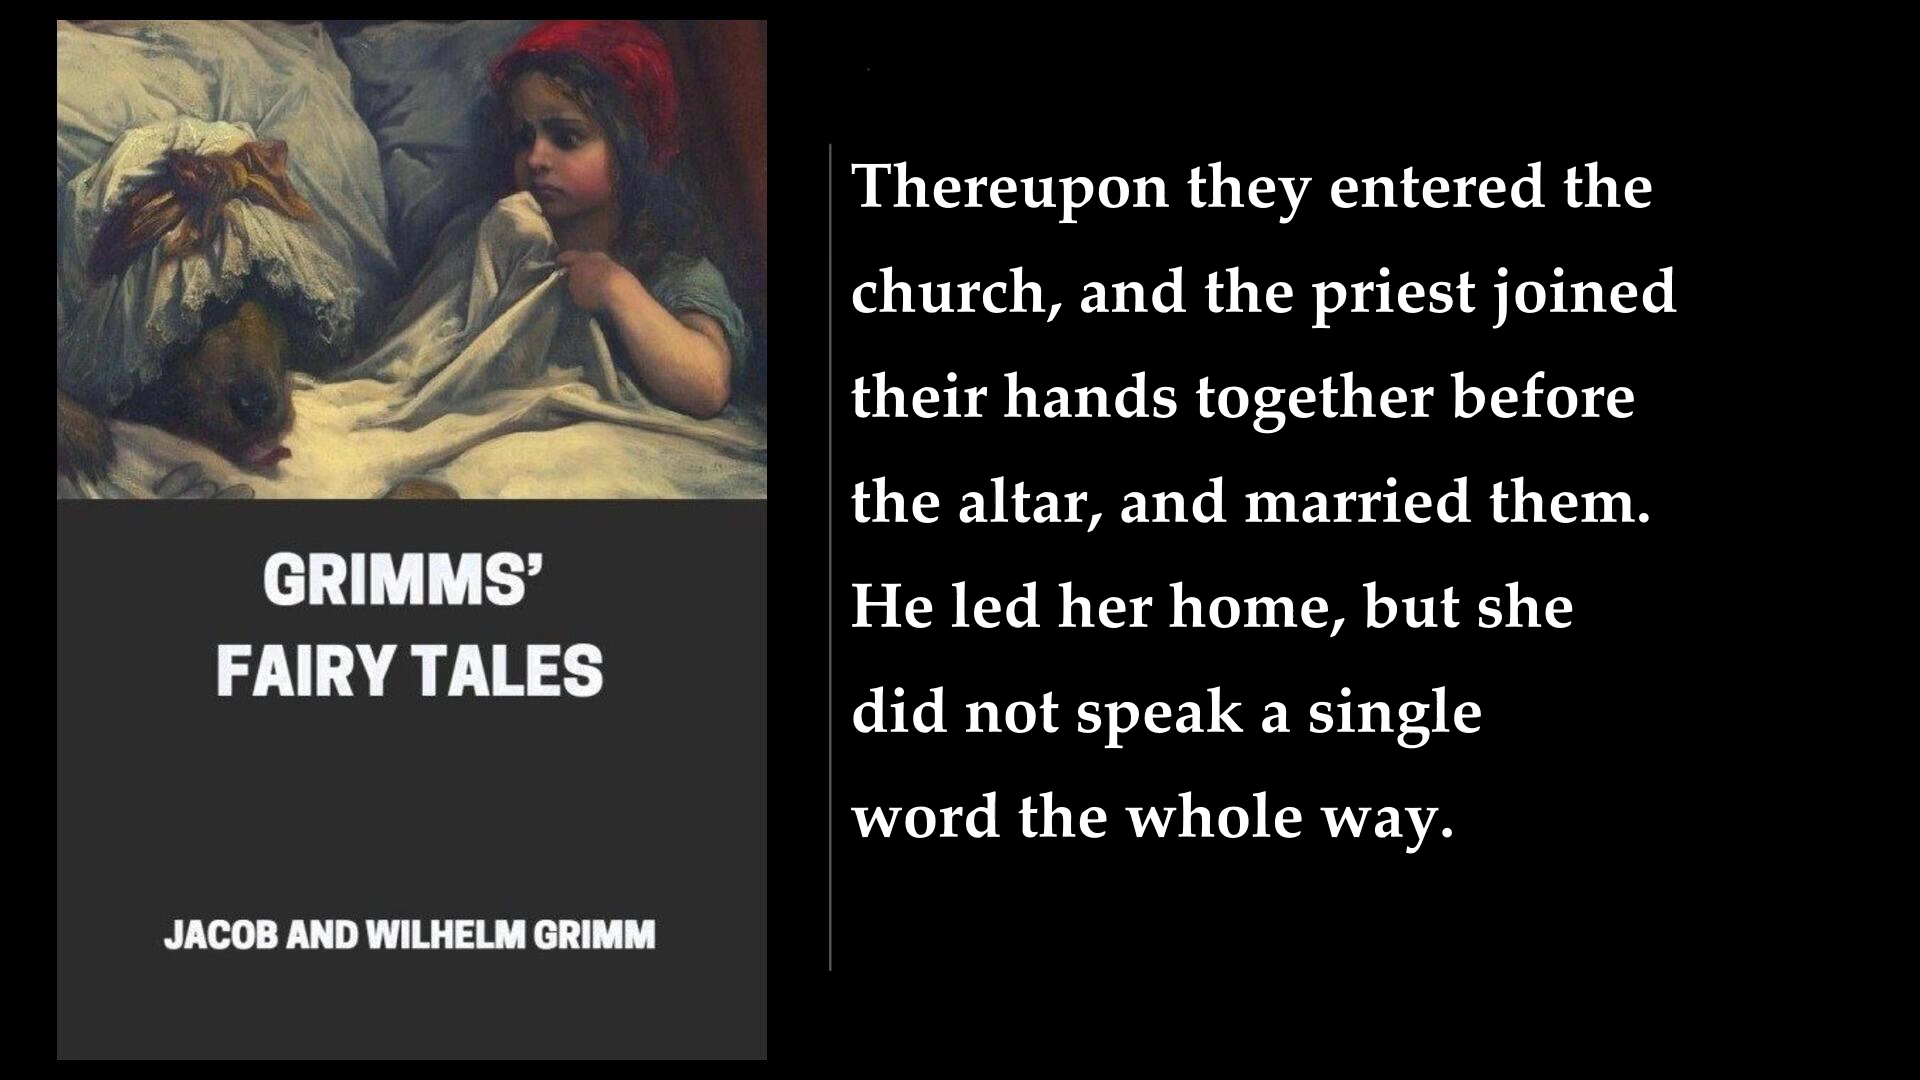 GRIMMS’
FAIRY TALES
JACOB AND WILHELM GRIMM
Thereupon they entered the
church, and the priest joined
their hands together before
the altar, and married them.
He led her home, but she
did not speak a single
word the whole way.